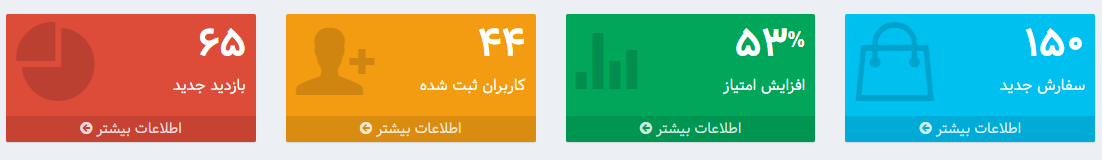 ۱۵۰
سفارش جدید
اطلاعات بیشتر
۵۳%
افزایش امتیاز
اطلاعات بیشتر
۴۴
کاربران ثبت شده
اطلاعات بیشتر
۶۵
بازدید جدید
اطلاعات بیشتر